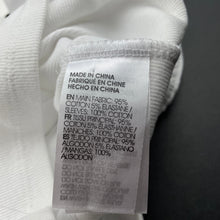 MADE IN CHINA
FABRIQUÉ EN CHINE
HECHO EN CHINA
EN MAIN FABRIC: 95%
COTTON 5% ELASTANE /
SLEEVES: 100% COTTON
FR TISSU PRINCIPAL: 95%
COTON 5% ÉLASTHANNE /
MANCHES: 100% COTON
ES TEJIDO PRINCIPAL: 95%
ALGODÓN 5% ELASTANO
/ MANGAS: 100%
ALGODÓN